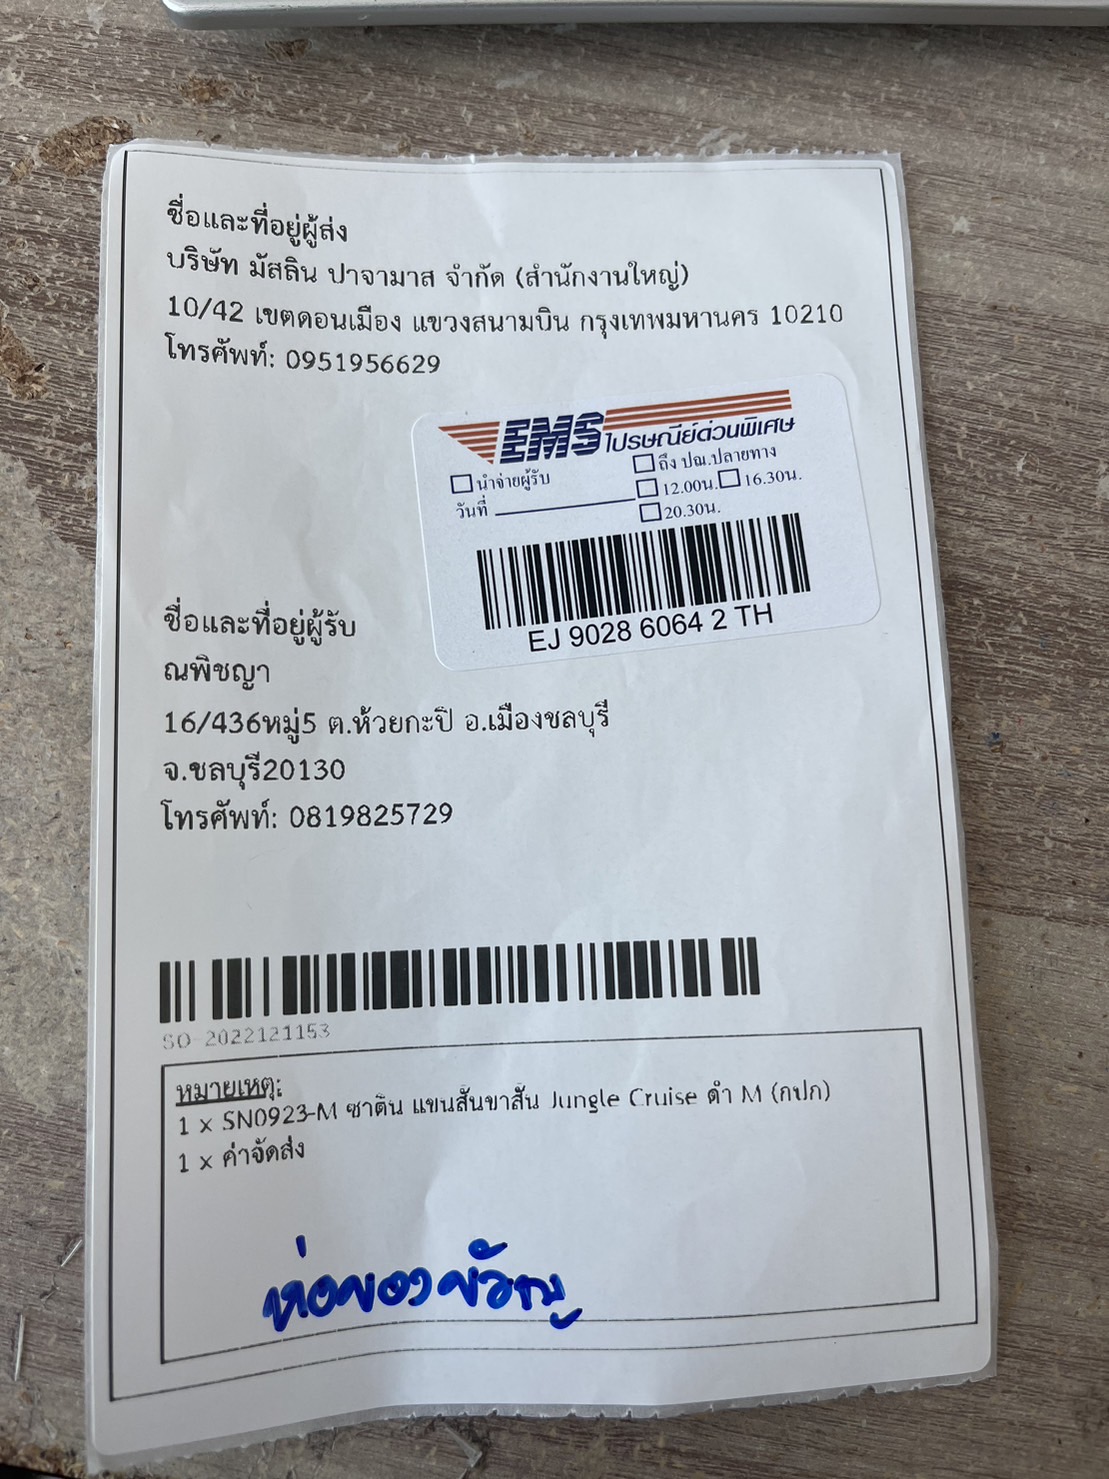 ชื่อและที่อยู่ผู้ส่ง
บริษัท มัสลิน ปาจามาส จำกัด (สำนักงานใหญ่)
10/42 เขตดอนเมือง แขวงสนามบิน กรุงเทพมหานคร 10210
โทรศัพท์: 0951956629
EMS ไปรษณีย์ด่วนพิเศษ
นำจ่ายผู้รับ ถึง ปณ.ปลายทาง
วันที่ 12.00น. 16.30น.
20.30น.
EJ 9028 6064 2 TH
ชื่อและที่อยู่ผู้รับ
ณพิชญา
16/436หมู่5 ต.ห้วยกะปิ อ.เมืองชลบุรี
จ.ชลบุรี20130
โทรศัพท์: 0819825729
SO-2022121153
หมายเหตุ:
1 x SN0923-M ซาติน แขนสั้นขาสั้น Jungle Cruise ดำ M (กปก)
1 x ค่าจัดส่ง
ห่อของขวัญ